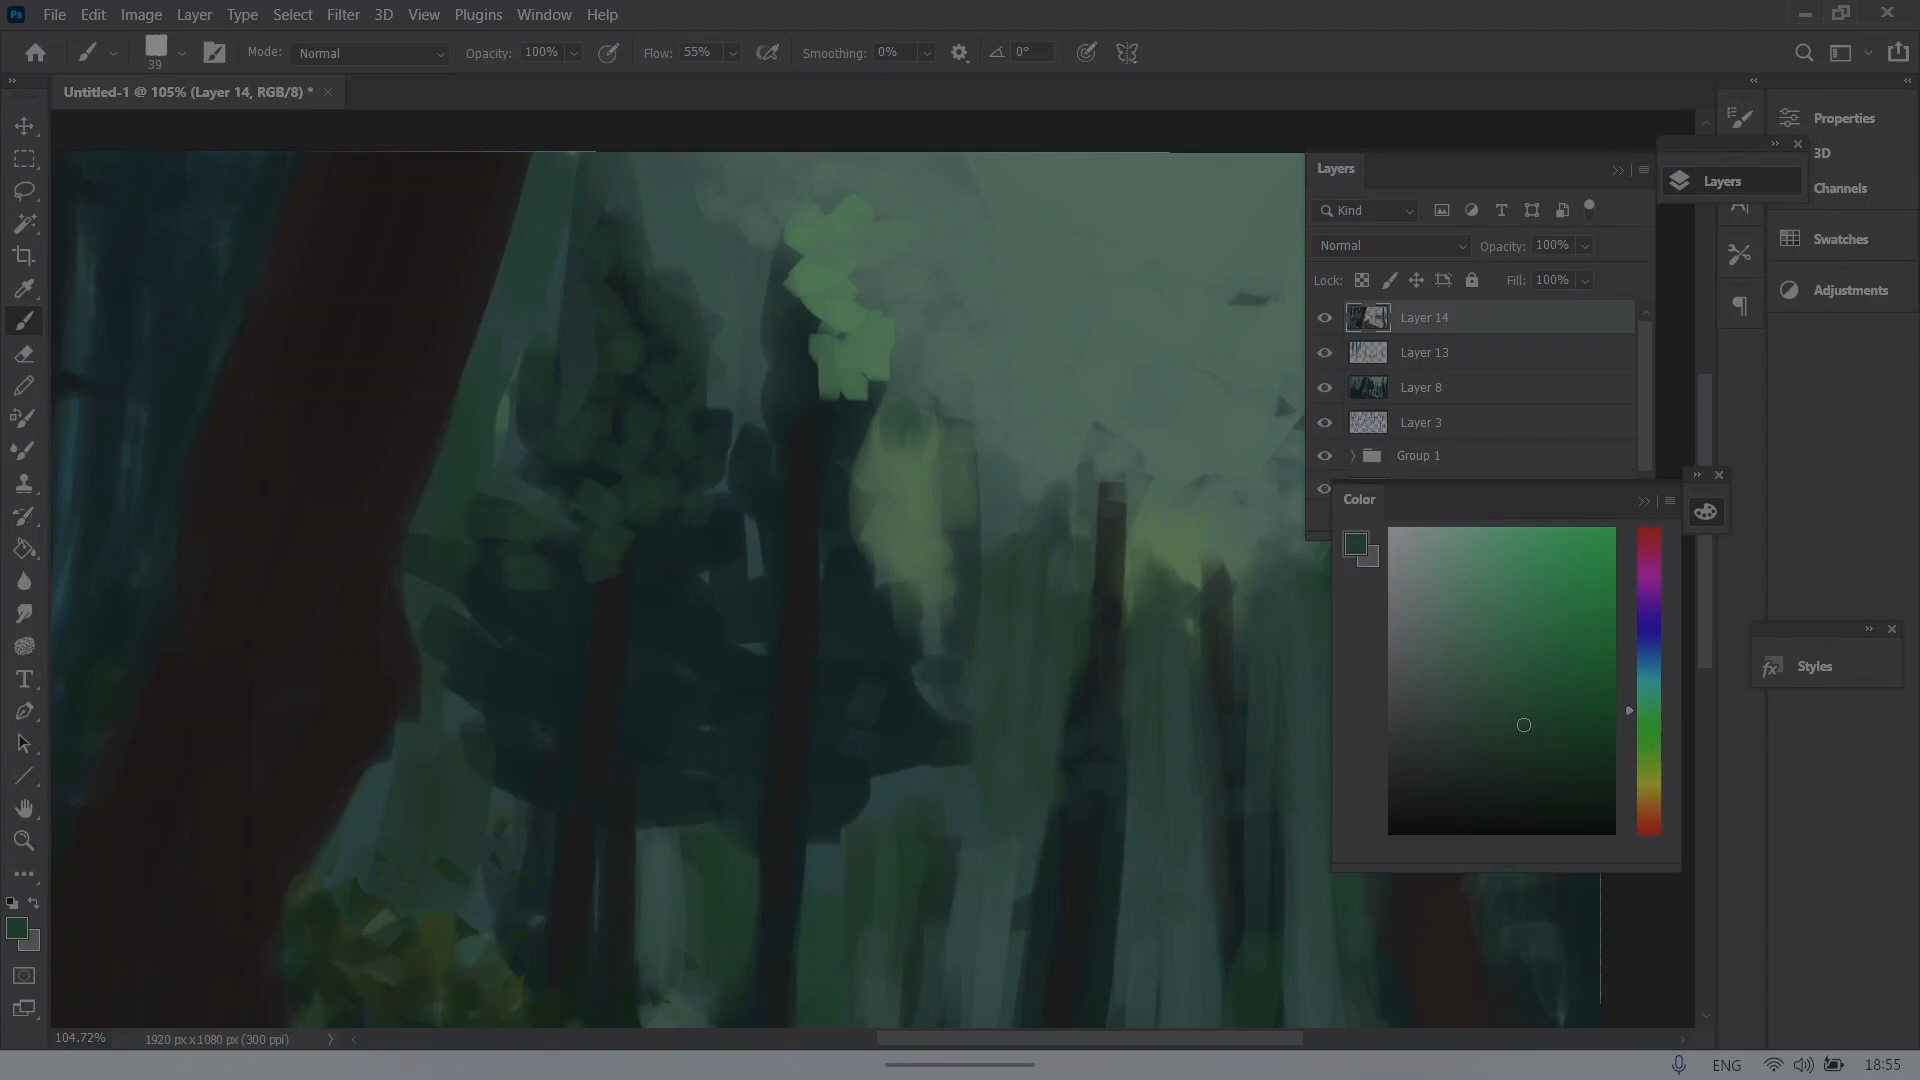 Ps File Edit Image Layer Type Select Filter 3D View Plugins Window Help
39 Mode: Normal Opacity: 100% Flow: 55% Smoothing: 0% 0°
Untitled-1 @ 105% (Layer 14, RGB/8) *
Properties
3D
Channels
Swatches
Adjustments
Layers
Layers
Kind
Normal Opacity: 100%
Lock: Fill: 100%
Layer 14
Layer 13
Layer 8
Layer 3
Group 1
Color
fx Styles
104.72% 1920 px x 1080 px (300 ppi)
ENG 18:55